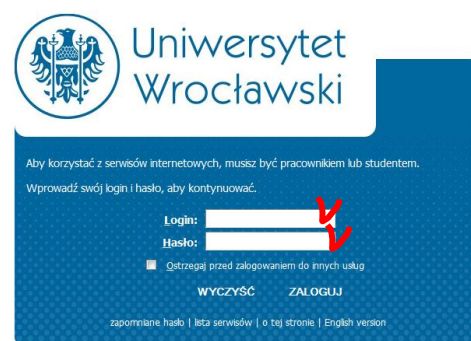 Uniwersytet
Wrocławski
Aby korzystać z serwisów internetowych, musisz być pracownikiem lub studentem.
Wprowadź swój login i hasło, aby kontynuować.
Login:
Hasło:
Ostrzegaj przed zalogowaniem do innych usług
WYCZYŚĆ ZALOGUJ
zapomniane hasło | lista serwisów | o tej stronie | English version